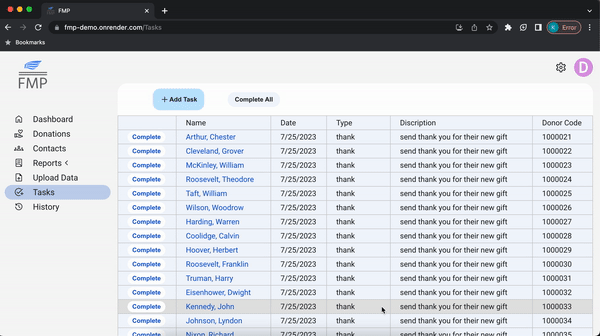 FMP
fmp-demo.onrender.com/Tasks
K Error
Bookmarks
FMP
D
+ Add Task Complete All
Dashboard
Donations
Contacts
Reports
Upload Data
Tasks
History
Name Date Type Discription Donor Code
Complete Arthur, Chester 7/25/2023 thank send thank you for their new gift 1000021
Complete Cleveland, Grover 7/25/2023 thank send thank you for their new gift 1000022
Complete McKinley, William 7/25/2023 thank send thank you for their new gift 1000023
Complete Roosevelt, Theodore 7/25/2023 thank send thank you for their new gift 1000024
Complete Taft, William 7/25/2023 thank send thank you for their new gift 1000025
Complete Wilson, Woodrow 7/25/2023 thank send thank you for their new gift 1000026
Complete Harding, Warren 7/25/2023 thank send thank you for their new gift 1000027
Complete Coolidge, Calvin 7/25/2023 thank send thank you for their new gift 1000028
Complete Hoover, Herbert 7/25/2023 thank send thank you for their new gift 1000029
Complete Roosevelt, Franklin 7/25/2023 thank send thank you for their new gift 1000030
Complete Truman, Harry 7/25/2023 thank send thank you for their new gift 1000031
Complete Eisenhower, Dwight 7/25/2023 thank send thank you for their new gift 1000032
Complete Kennedy, John 7/25/2023 thank send thank you for their new gift 1000033
Complete Johnson, Lyndon 7/25/2023 thank send thank you for their new gift 1000034
Complete Nixon, Richard 7/25/2023 thank send thank you for their new gift 1000035